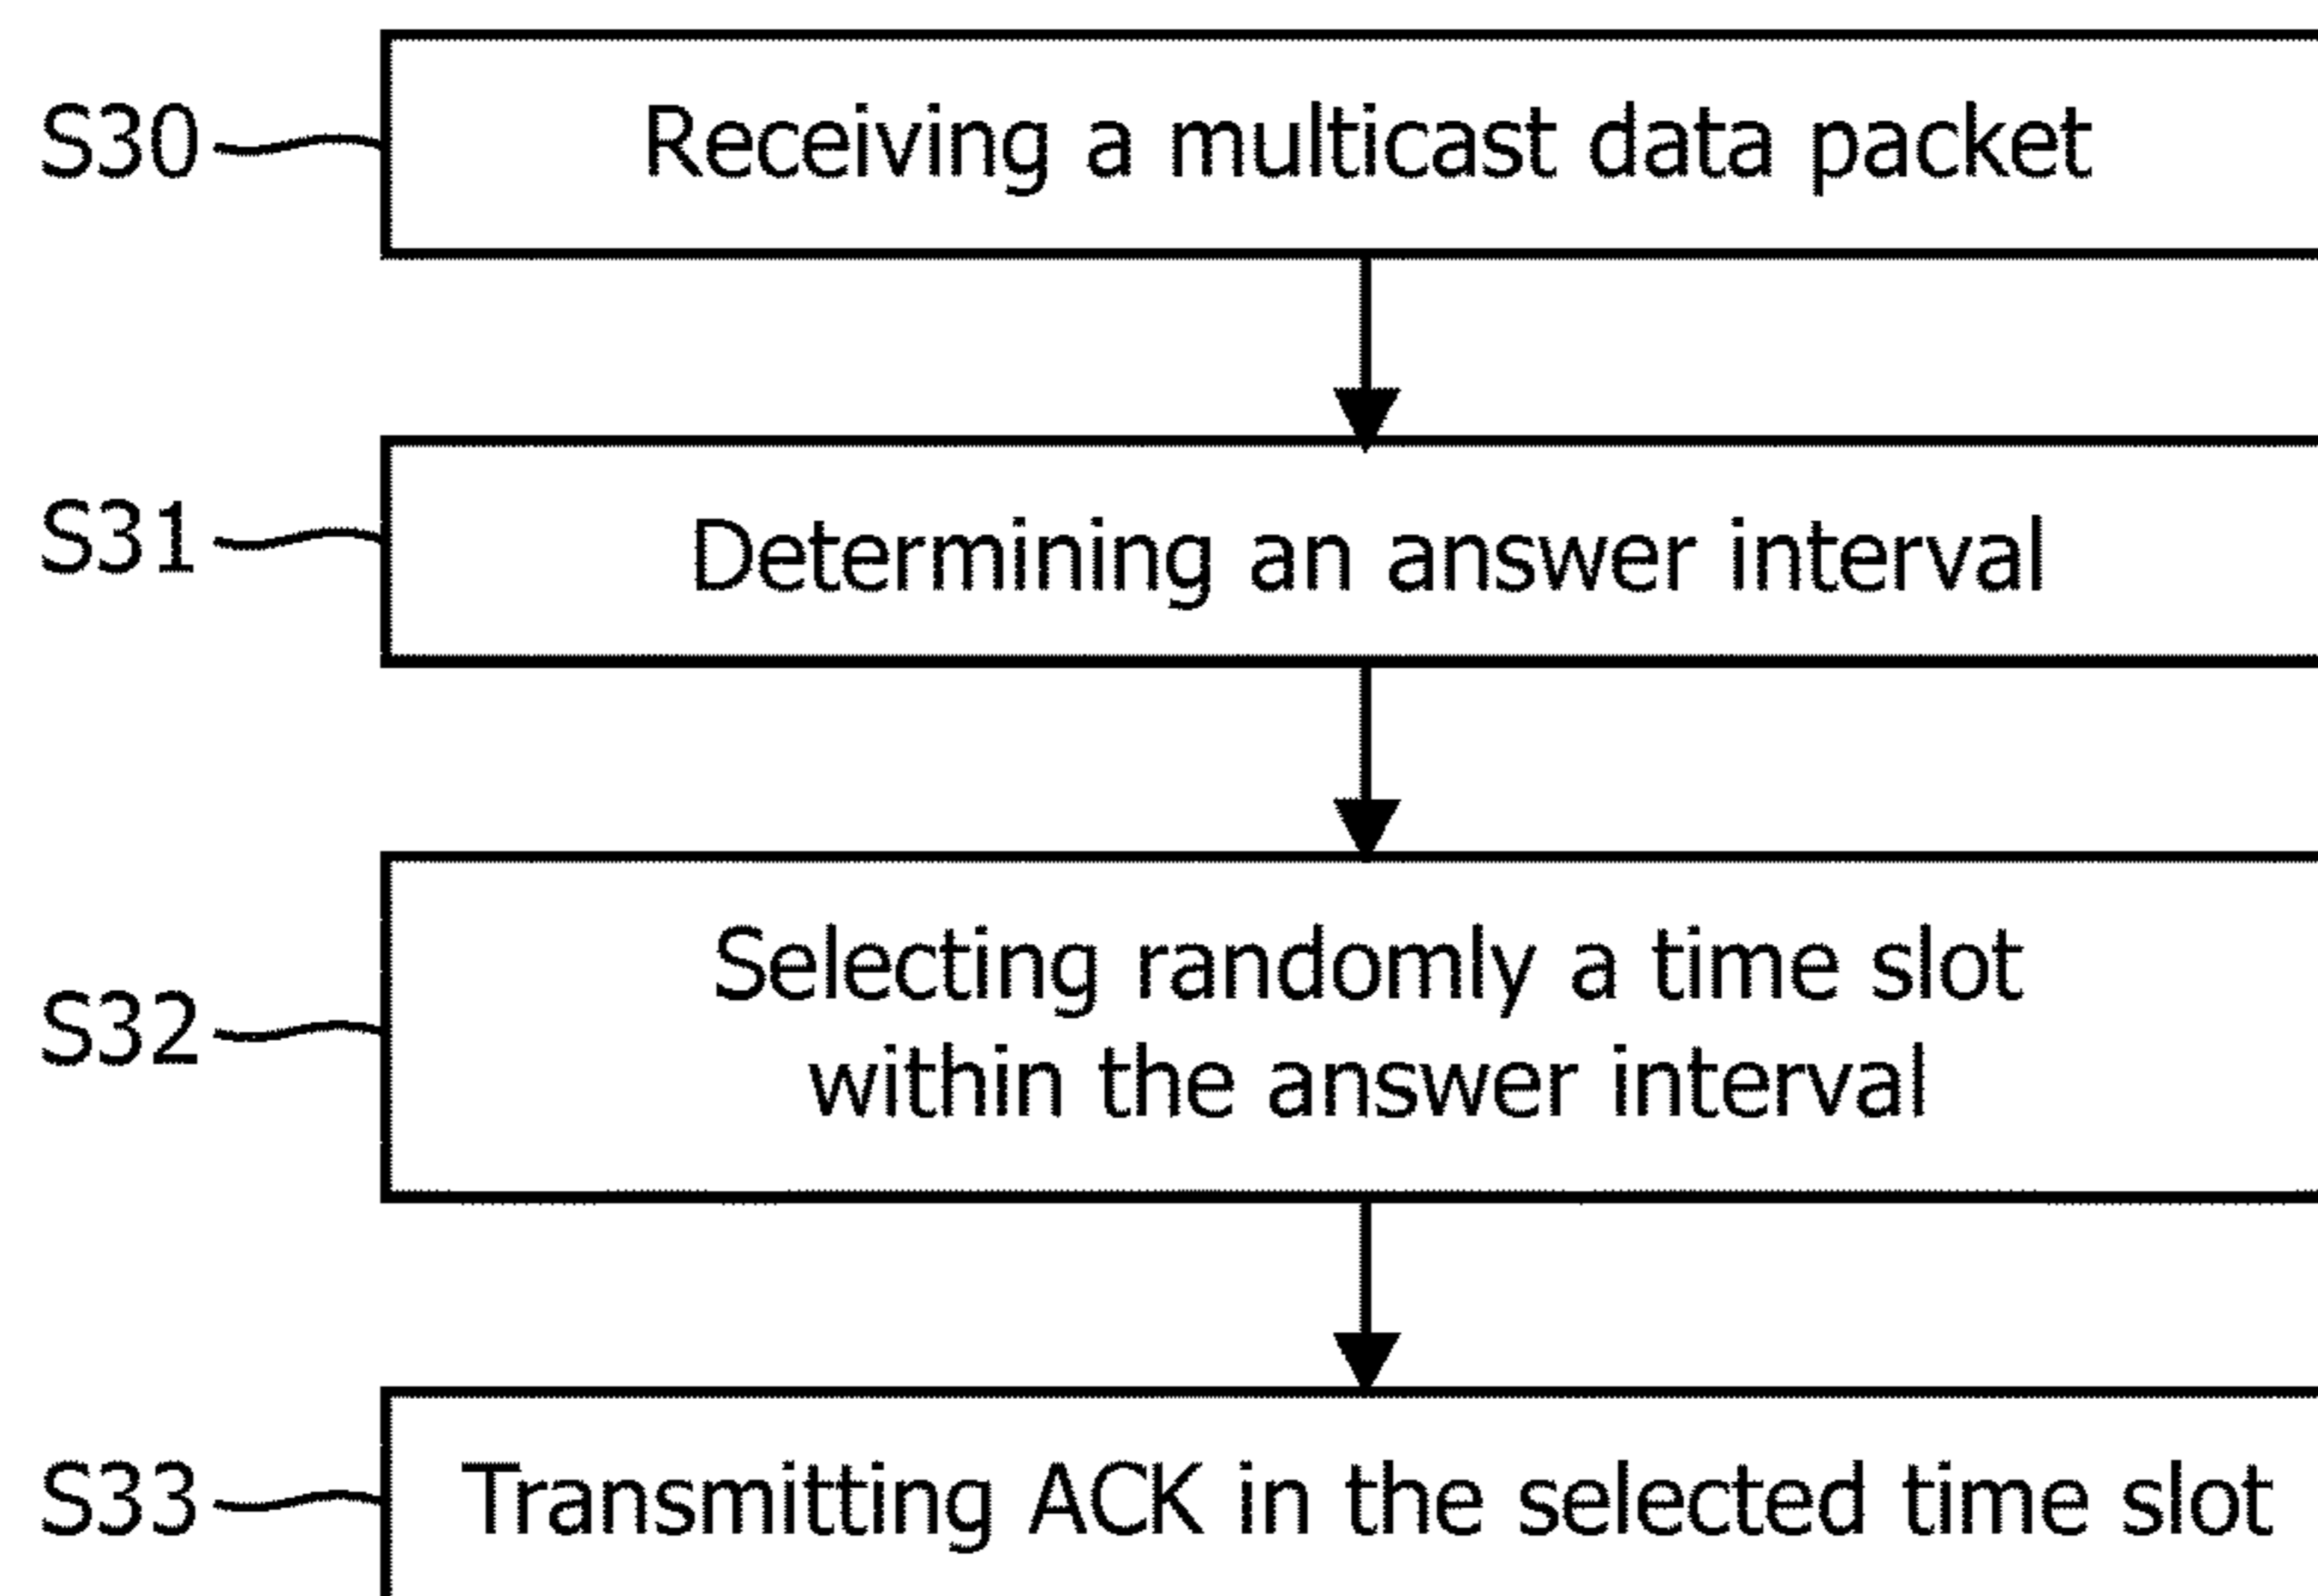 S30
Receiving a multicast data packet
S31
Determining an answer interval
S32
Selecting randomly a time slot
within the answer interval
S33
Transmitting ACK in the selected time slot